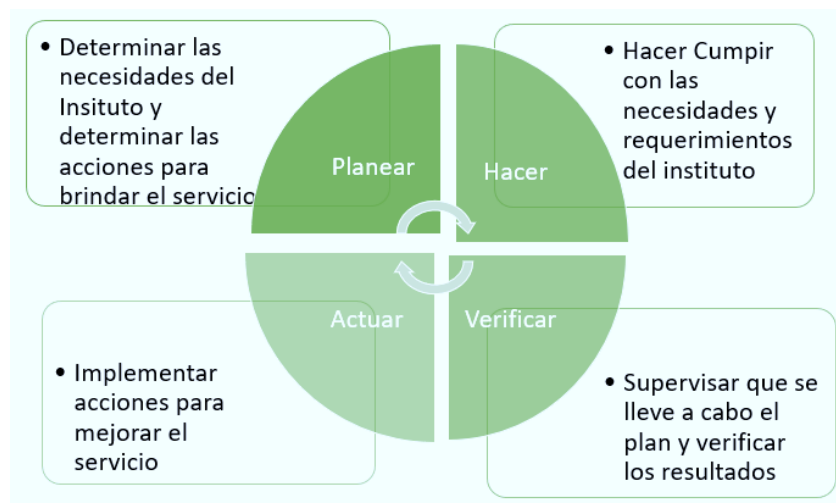 • Determinar las
necesidades del
Insituto y
determinar las
acciones para
brindar el servicio
Planear
Hacer
• Hacer Cumpir
con las
necesidades y
requerimientos
del instituto
Actuar
Verificar
• Implementar
acciones para
mejorar el
servicio
• Supervisar que se
lleve a cabo el
plan y verificar
los resultados